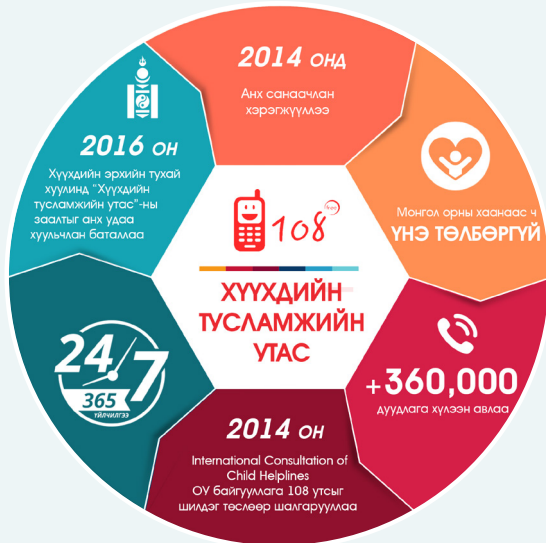 2014 ОНД
Анх санаачлан
хэрэгжүүллээ
Монгол орны хаанаас ч
ҮНЭ ТӨЛБӨРГҮЙ
+360,000
дуудлага хүлээн авлаа
2014 ОН
International Consultation of
Child Helplines
ОУ байгууллага 108 утсыг
шилдэг төслөөр шалгарууллаа
24/7
365
ҮЙЛЧИЛГЭЭ
2016 ОН
Хүүхдийн эрхийн тухай
хуулинд "Хүүхдийн
тусламжийн утас"-ны
заалтыг анх удаа
хуульчлан баталлаа
108
ХҮҮХДИЙН
ТУСЛАМЖИЙН
УТАС